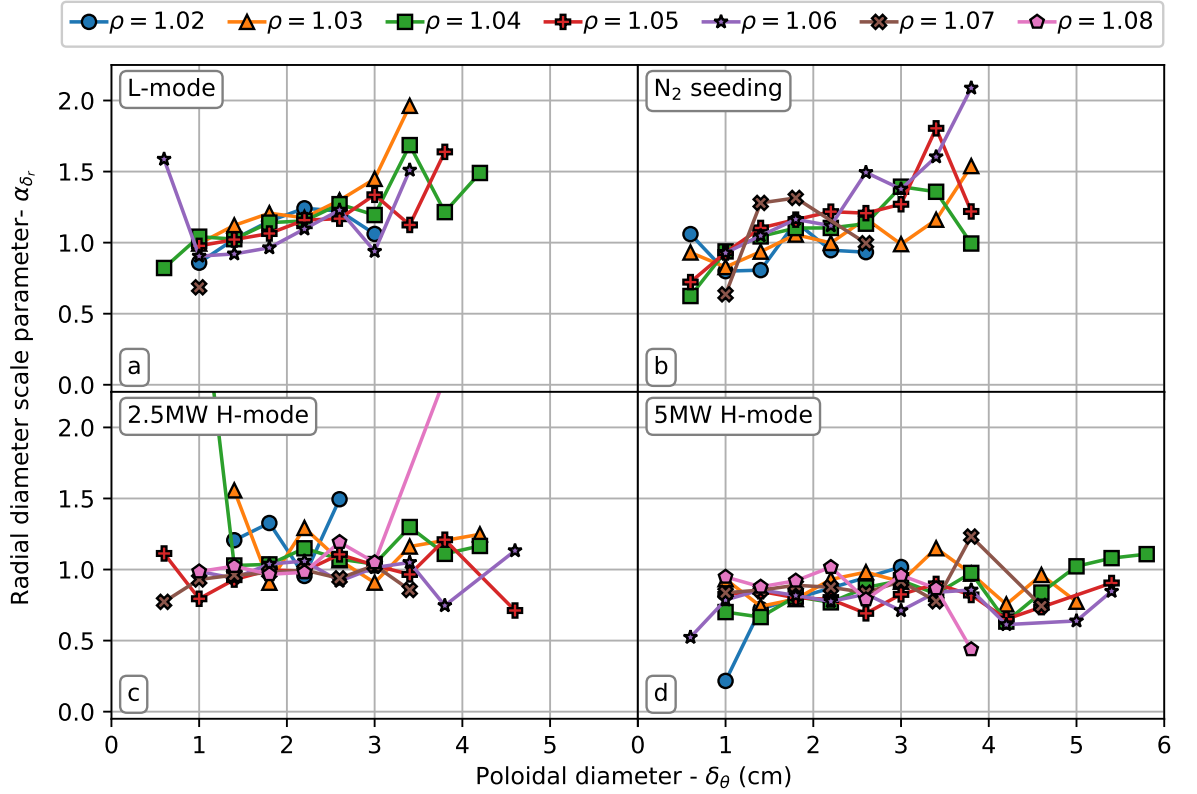 ρ = 1.02 ρ = 1.03 ρ = 1.04 ρ = 1.05 ρ = 1.06 ρ = 1.07 ρ = 1.08
L-mode
N₂ seeding
2.0
1.5
1.0
0.5
0.0
a
b
2.5MW H-mode
5MW H-mode
2.0
1.5
1.0
0.5
0.0
c
d
Radial diameter scale parameter- α_δᵣ
0 1 2 3 4 5 0 1 2 3 4 5 6
Poloidal diameter - δ_θ (cm)